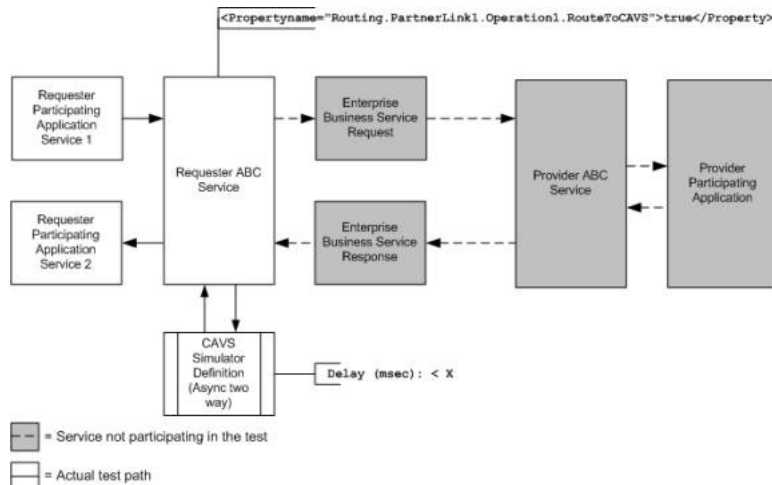 <Propertyname="Routing.PartnerLink1.Operation1.RouteToCAVS">true</Property>
Requester
Participating
Application
Service 1
Requester ABC
Service
Enterprise
Business Service
Request
Provider ABC
Service
Provider
Participating
Application
Requester
Participating
Application
Service 2
Enterprise
Business Service
Response
CAVS
Simulator
Definition
(Async two
way)
Delay (msec): < X
= Service not participating in the test
= Actual test path